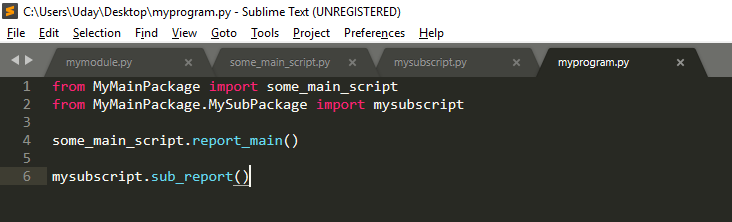 C:\Users\Uday\Desktop\myprogram.py - Sublime Text (UNREGISTERED)
File Edit Selection Find View Goto Tools Project Preferences Help
mymodule.py × some_main_script.py × mysubscript.py × myprogram.py ×
1 from MyMainPackage import some_main_script
2 from MyMainPackage.MySubPackage import mysubscript
3
4 some_main_script.report_main()
5
6 mysubscript.sub_report()